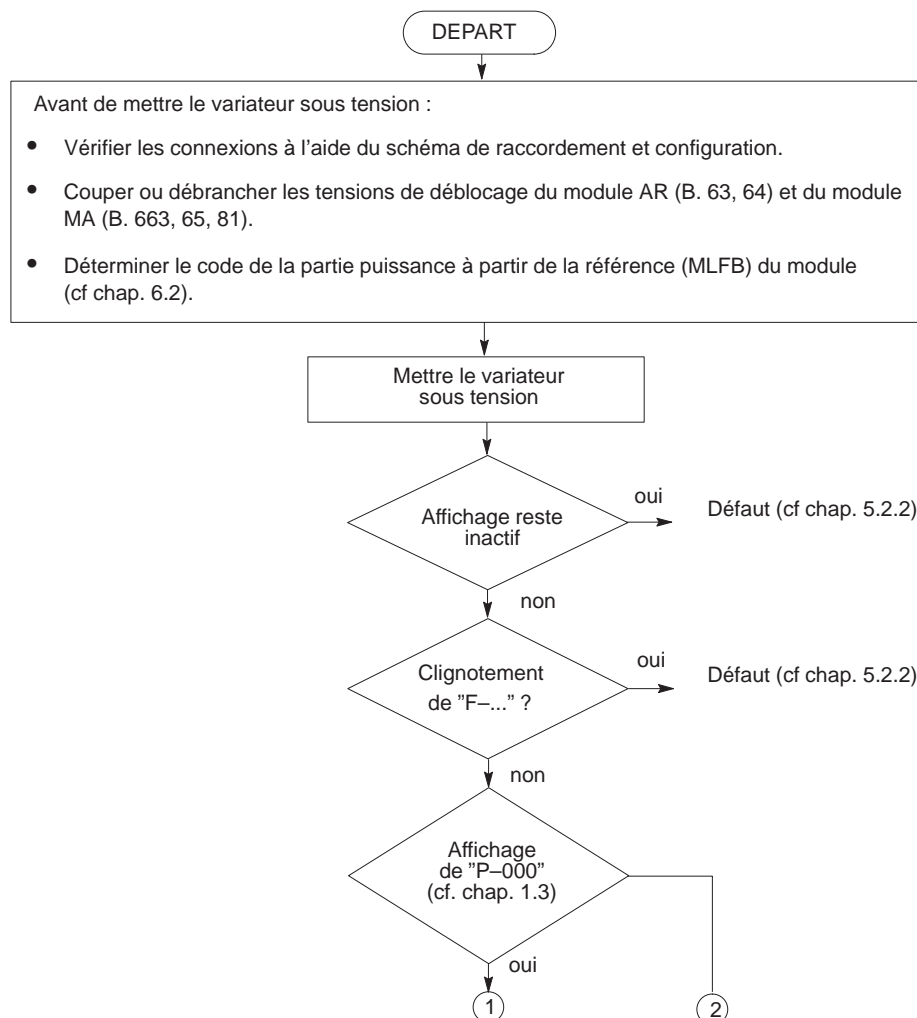 DEPART
Avant de mettre le variateur sous tension :
• Vérifier les connexions à l’aide du schéma de raccordement et configuration.
• Couper ou débrancher les tensions de déblocage du module AR (B. 63, 64) et du module
MA (B. 663, 65, 81).
• Déterminer le code de la partie puissance à partir de la référence (MLFB) du module
(cf chap. 6.2).
Mettre le variateur
sous tension
Affichage reste
inactif
oui
Défaut (cf chap. 5.2.2)
non
Clignotement
de ”F–...” ?
oui
Défaut (cf chap. 5.2.2)
non
Affichage
de ”P–000”
(cf. chap. 1.3)
oui
1
2